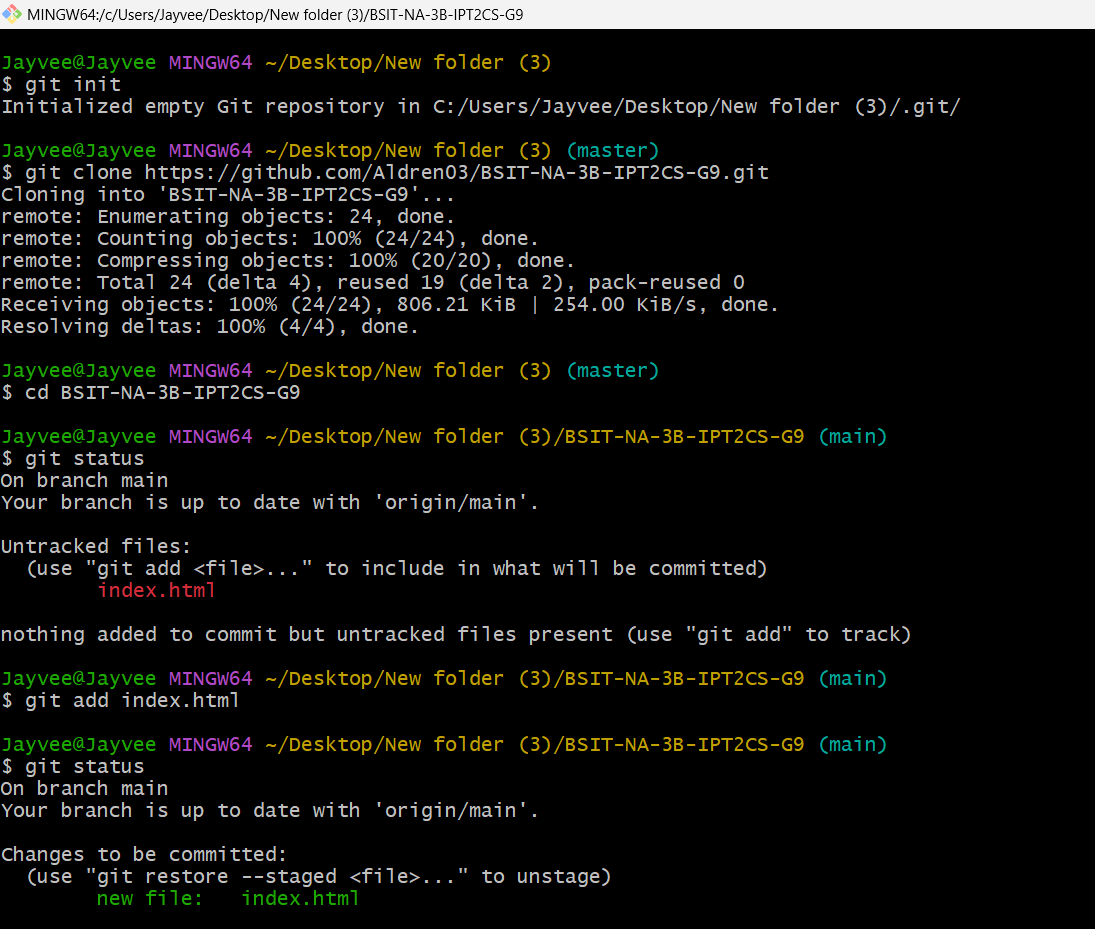 MINGW64:/c/Users/Jayvee/Desktop/New folder (3)/BSIT-NA-3B-IPT2CS-G9
Jayvee@Jayvee MINGW64 ~/Desktop/New folder (3)
$ git init
Initialized empty Git repository in C:/Users/Jayvee/Desktop/New folder (3)/.git/
Jayvee@Jayvee MINGW64 ~/Desktop/New folder (3) (master)
$ git clone https://github.com/Aldren03/BSIT-NA-3B-IPT2CS-G9.git
Cloning into 'BSIT-NA-3B-IPT2CS-G9'...
remote: Enumerating objects: 24, done.
remote: Counting objects: 100% (24/24), done.
remote: Compressing objects: 100% (20/20), done.
remote: Total 24 (delta 4), reused 19 (delta 2), pack-reused 0
Receiving objects: 100% (24/24), 806.21 KiB | 254.00 KiB/s, done.
Resolving deltas: 100% (4/4), done.
Jayvee@Jayvee MINGW64 ~/Desktop/New folder (3) (master)
$ cd BSIT-NA-3B-IPT2CS-G9
Jayvee@Jayvee MINGW64 ~/Desktop/New folder (3)/BSIT-NA-3B-IPT2CS-G9 (main)
$ git status
On branch main
Your branch is up to date with 'origin/main'.
Untracked files:
  (use "git add <file>..." to include in what will be committed)
        index.html
nothing added to commit but untracked files present (use "git add" to track)
Jayvee@Jayvee MINGW64 ~/Desktop/New folder (3)/BSIT-NA-3B-IPT2CS-G9 (main)
$ git add index.html
Jayvee@Jayvee MINGW64 ~/Desktop/New folder (3)/BSIT-NA-3B-IPT2CS-G9 (main)
$ git status
On branch main
Your branch is up to date with 'origin/main'.
Changes to be committed:
  (use "git restore --staged <file>..." to unstage)
        new file:   index.html